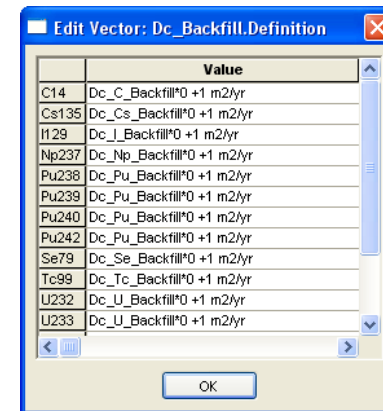 Edit Vector: Dc_Backfill.Definition
Value
C14 Dc_C_Backfill*0 +1 m2/yr
Cs135 Dc_Cs_Backfill*0 +1 m2/yr
I129 Dc_I_Backfill*0 +1 m2/yr
Np237 Dc_Np_Backfill*0 +1 m2/yr
Pu238 Dc_Pu_Backfill*0 +1 m2/yr
Pu239 Dc_Pu_Backfill*0 +1 m2/yr
Pu240 Dc_Pu_Backfill*0 +1 m2/yr
Pu242 Dc_Pu_Backfill*0 +1 m2/yr
Se79 Dc_Se_Backfill*0 +1 m2/yr
Tc99 Dc_Tc_Backfill*0 +1 m2/yr
U232 Dc_U_Backfill*0 +1 m2/yr
U233 Dc_U_Backfill*0 +1 m2/yr
OK